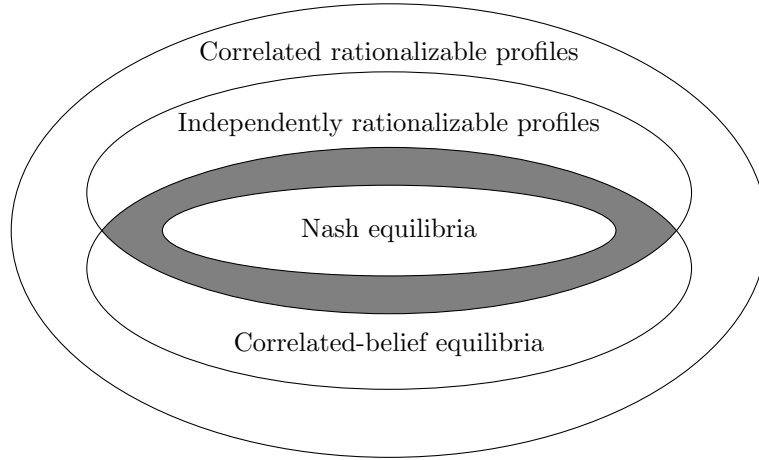 Correlated rationalizable profiles
Independently rationalizable profiles
Nash equilibria
Correlated-belief equilibria